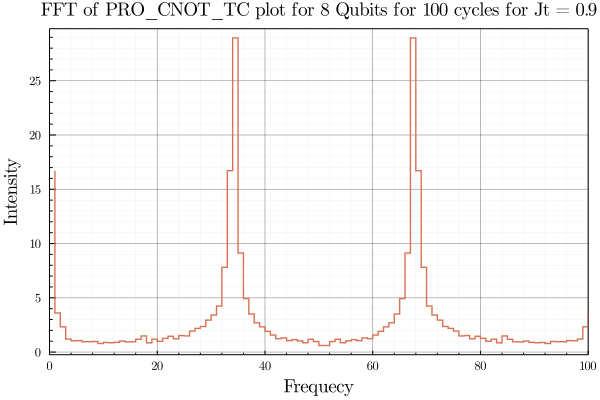 FFT of PRO_CNOT_TC plot for 8 Qubits for 100 cycles for Jt = 0.9
Intensity
25
20
15
10
5
0
0 20 40 60 80 100
Frequecy